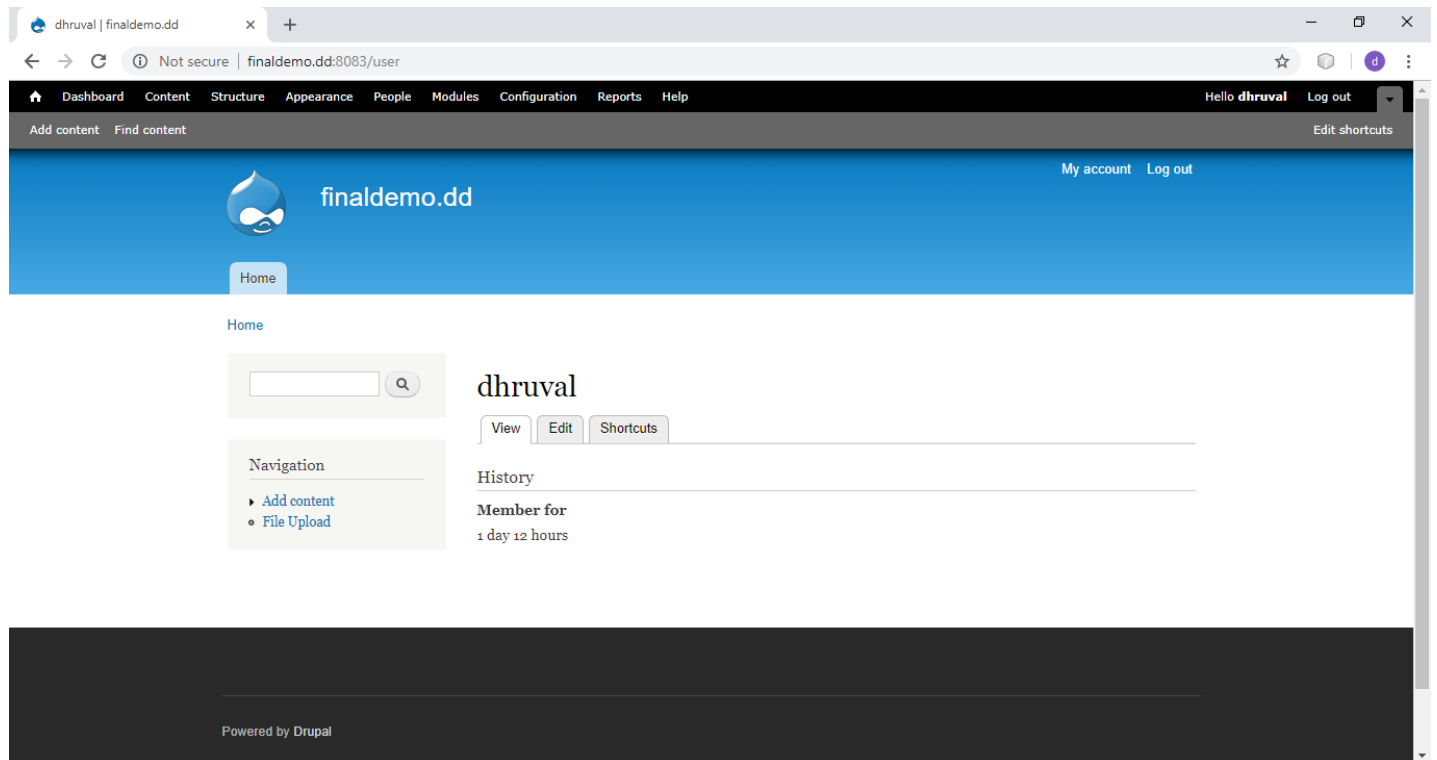 dhruval | finaldemo.dd
Not secure | finaldemo.dd:8083/user
d
Dashboard Content Structure Appearance People Modules Configuration Reports Help Hello dhruval Log out
Add content Find content Edit shortcuts
My account Log out
finaldemo.dd
Home
Home
dhruval
View Edit Shortcuts
Navigation
Add content
File Upload
History
Member for
1 day 12 hours
Powered by Drupal